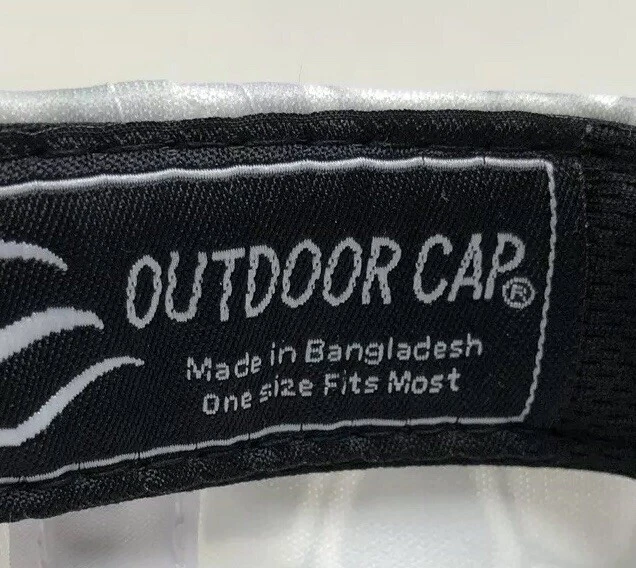 OUTDOOR CAP®
Made in Bangladesh
One size Fits Most